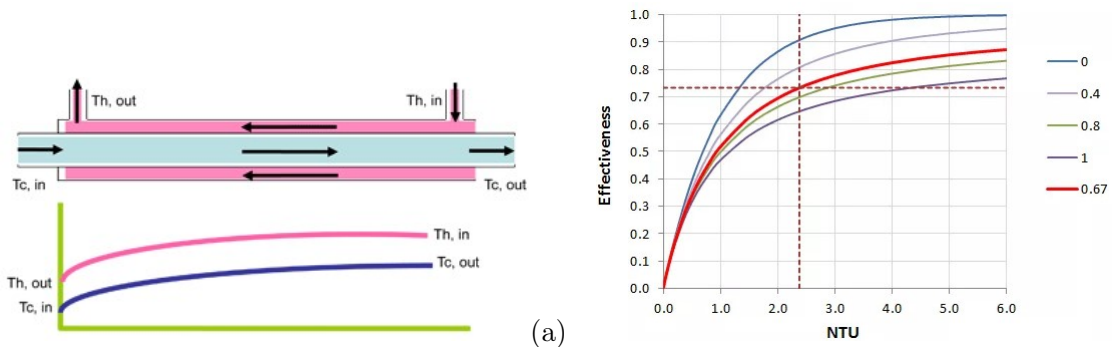 Th, out
Th, in
Tc, in
Tc, out
Th, in
Tc, out
Th, out
Tc, in
(a)
1.0
0.9
0.8
0.7
0.6
0.5
0.4
0.3
0.2
0.1
0.0
Effectiveness
0.0 1.0 2.0 3.0 4.0 5.0 6.0
NTU
0
0.4
0.8
1
0.67